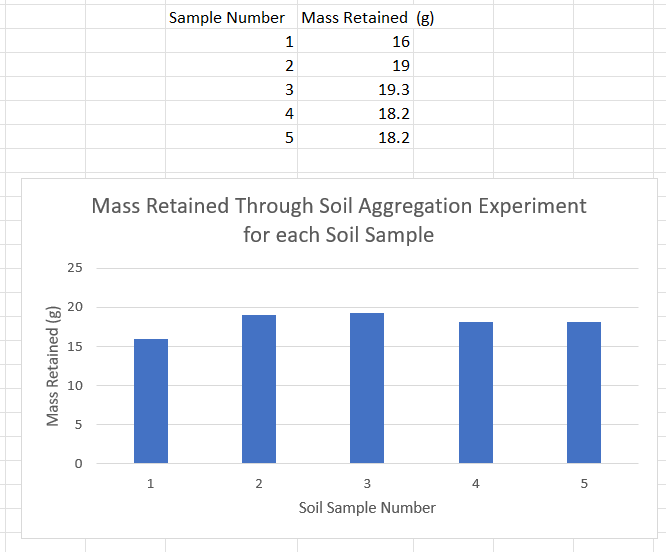 Sample Number Mass Retained (g)
1 16
2 19
3 19.3
4 18.2
5 18.2
Mass Retained Through Soil Aggregation Experiment
for each Soil Sample
Mass Retained (g)
25
20
15
10
5
0
1 2 3 4 5
Soil Sample Number